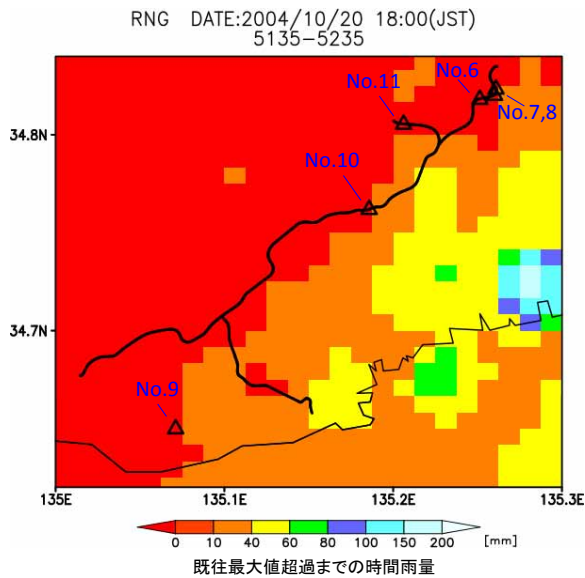 RNG DATE:2004/10/20 18:00(JST)
5135-5235
No.6
No.11
34.8N
No.7,8
No.10
34.7N
No.9
135E 135.1E 135.2E 135.3E
0 10 40 60 80 100 150 200 [mm]
既往最大値超過までの時間雨量